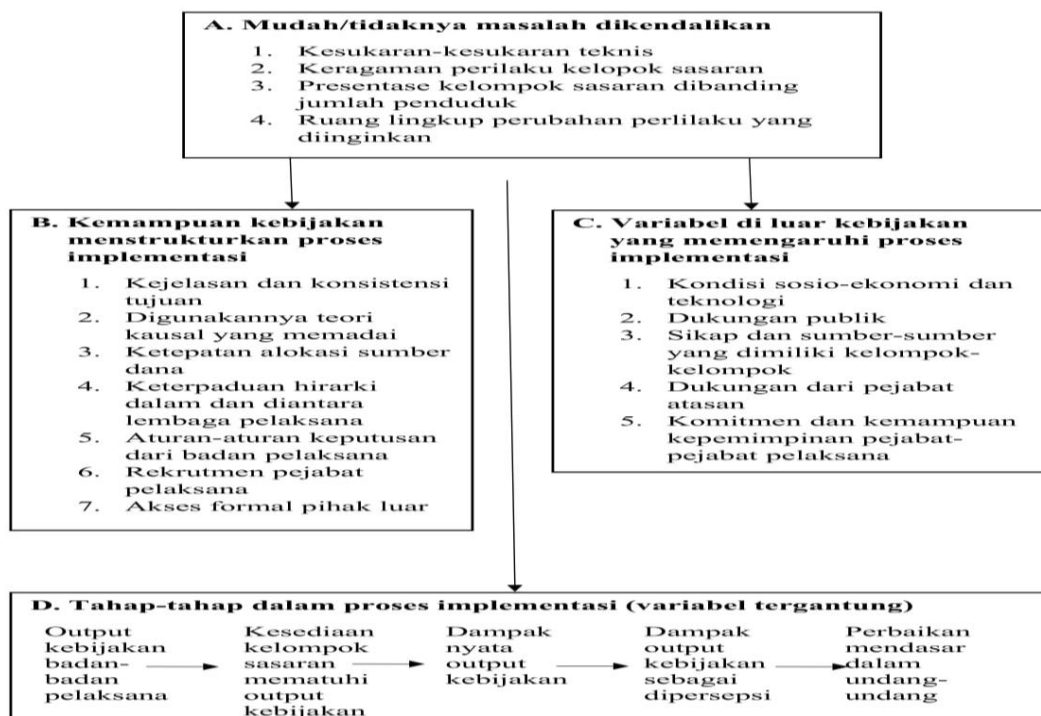 A. Mudah/tidaknya masalah dikendalikan
1. Kesukaran-kesukaran teknis
2. Keragaman perilaku kelopok sasaran
3. Presentase kelompok sasaran dibanding
jumlah penduduk
4. Ruang lingkup perubahan perlilaku yang
diinginkan
B. Kemampuan kebijakan
menstrukturkan proses
implementasi
1. Kejelasan dan konsistensi
tujuan
2. Digunakannya teori
kausal yang memadai
3. Ketepatan alokasi sumber
dana
4. Keterpaduan hirarki
dalam dan diantara
lembaga pelaksana
5. Aturan-aturan keputusan
dari badan pelaksana
6. Rekrutmen pejabat
pelaksana
7. Akses formal pihak luar
C. Variabel di luar kebijakan
yang memengaruhi proses
implementasi
1. Kondisi sosio-ekonomi dan
teknologi
2. Dukungan publik
3. Sikap dan sumber-sumber
yang dimiliki kelompok-
kelompok
4. Dukungan dari pejabat
atasan
5. Komitmen dan kemampuan
kepemimpinan pejabat-
pejabat pelaksana
D. Tahap-tahap dalam proses implementasi (variabel tergantung)
Output
kebijakan
badan-
badan
pelaksana
Kesediaan
kelompok
sasaran
mematuhi
output
kebijakan
Dampak
nyata
output
kebijakan
Dampak
output
kebijakan
sebagai
dipersepsi
Perbaikan
mendasar
dalam
undang-
undang